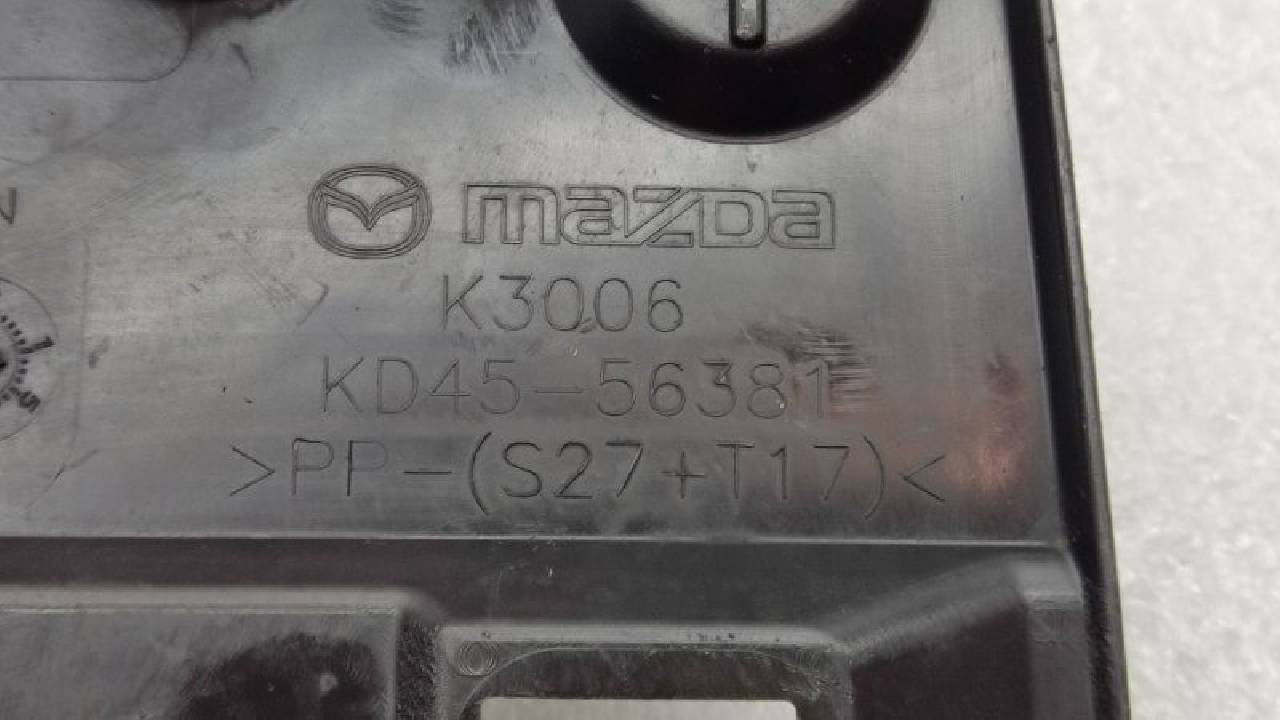 mazda
K3006
KD45-56381
>PP-(S27+T17)<